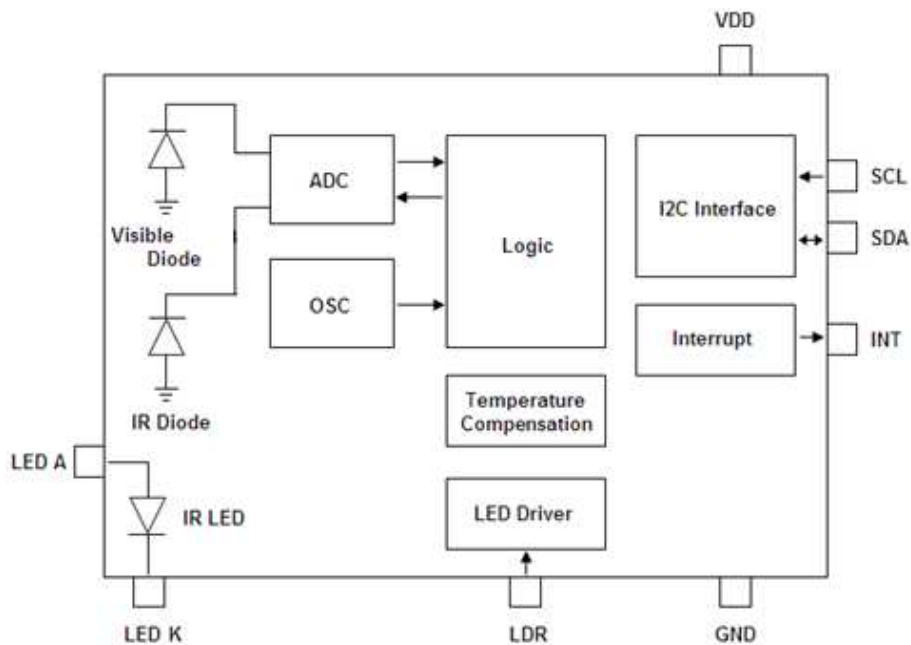 VDD
ADC
Logic
I2C Interface
SCL
SDA
Visible
Diode
OSC
Interrupt
INT
IR Diode
Temperature
Compensation
LED A
IR LED
LED Driver
LED K
LDR
GND